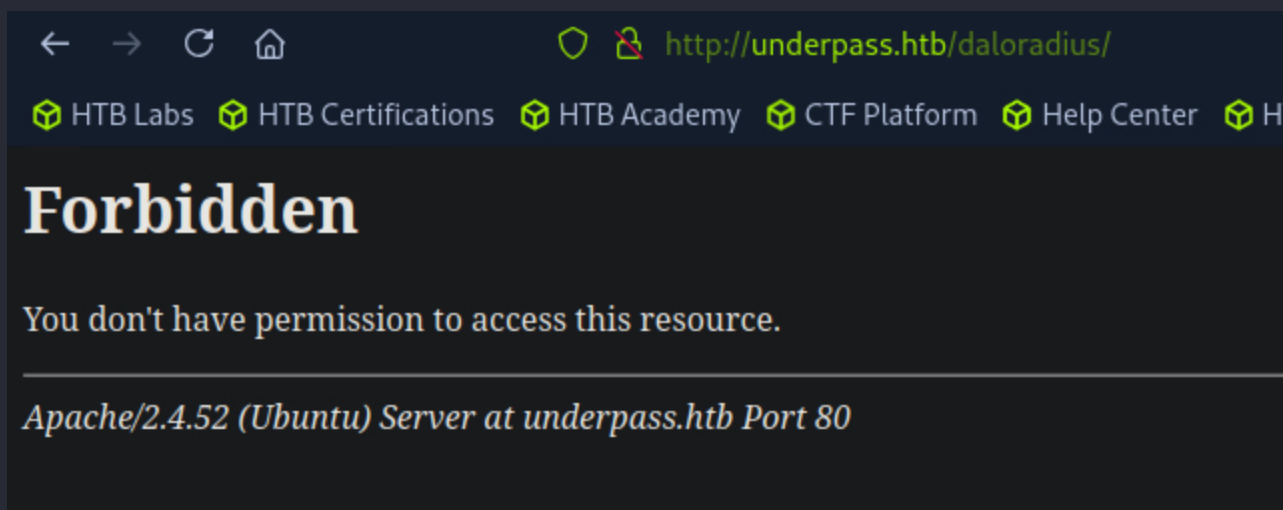 http://underpass.htb/daloradius/
HTB Labs HTB Certifications HTB Academy CTF Platform Help Center H
Forbidden
You don't have permission to access this resource.
Apache/2.4.52 (Ubuntu) Server at underpass.htb Port 80